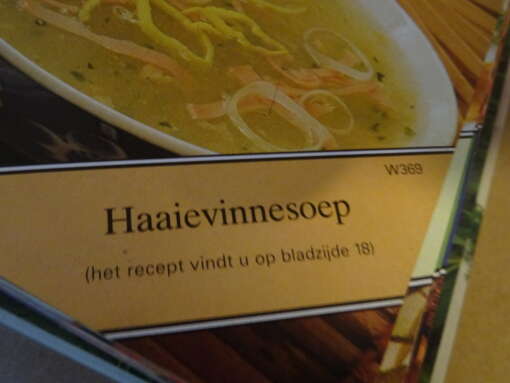 W369
Haaievinnesoep
(het recept vindt u op bladzijde 18)